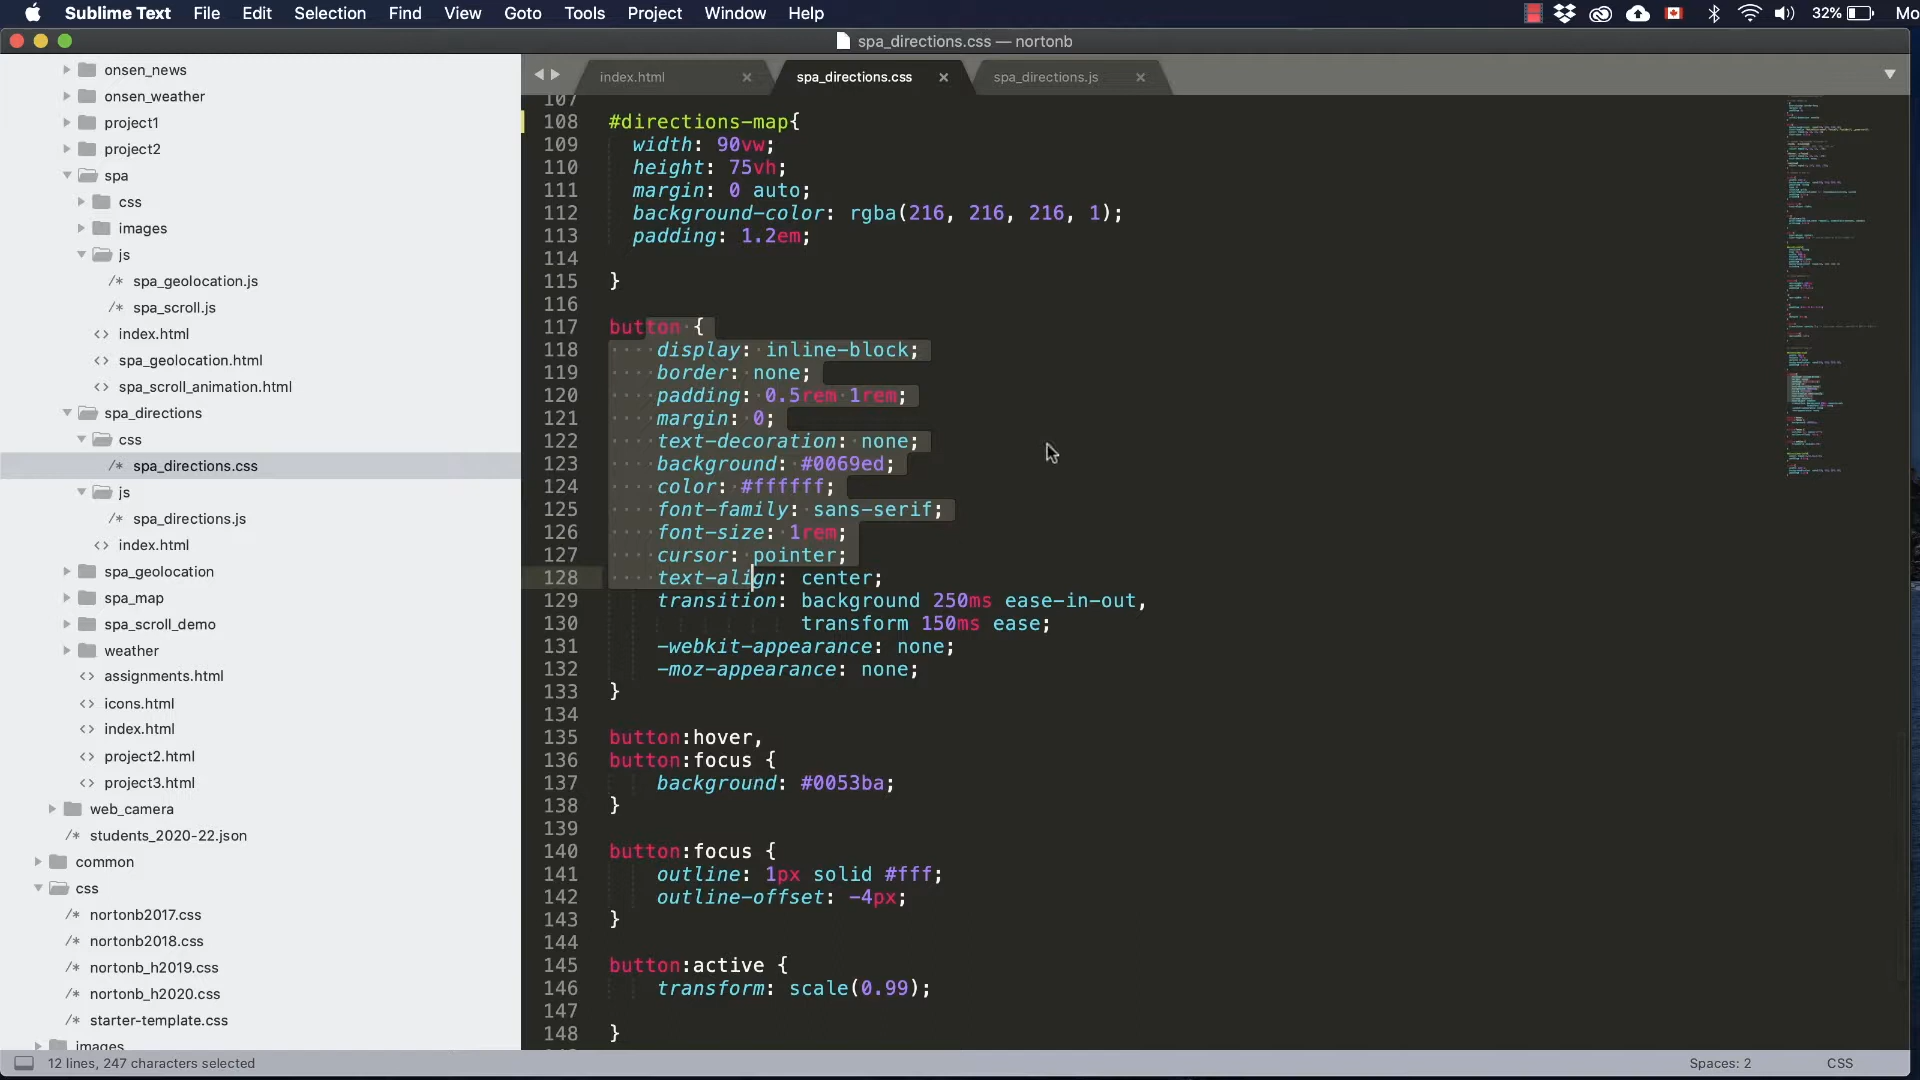 Sublime Text File Edit Selection Find View Goto Tools Project Window Help 32% Mo
spa_directions.css — nortonb
index.html × spa_directions.css × spa_directions.js ×
onsen_news
onsen_weather
project1
project2
spa
css
images
js
/* spa_geolocation.js
/* spa_scroll.js
<> index.html
<> spa_geolocation.html
<> spa_scroll_animation.html
spa_directions
css
/* spa_directions.css
js
/* spa_directions.js
<> index.html
spa_geolocation
spa_map
spa_scroll_demo
weather
<> assignments.html
<> icons.html
<> index.html
<> project2.html
<> project3.html
web_camera
/* students_2020-22.json
common
css
/* nortonb2017.css
/* nortonb2018.css
/* nortonb_h2019.css
/* nortonb_h2020.css
/* starter-template.css
images
107
108 #directions-map{
109 width: 90vw;
110 height: 75vh;
111 margin: 0 auto;
112 background-color: rgba(216, 216, 216, 1);
113 padding: 1.2em;
114
115 }
116
117 button {
118 display: inline-block;
119 border: none;
120 padding: 0.5rem 1rem;
121 margin: 0;
122 text-decoration: none;
123 background: #0069ed;
124 color: #ffffff;
125 font-family: sans-serif;
126 font-size: 1rem;
127 cursor: pointer;
128 text-align: center;
129 transition: background 250ms ease-in-out,
130 transform 150ms ease;
131 -webkit-appearance: none;
132 -moz-appearance: none;
133 }
134
135 button:hover,
136 button:focus {
137 background: #0053ba;
138 }
139
140 button:focus {
141 outline: 1px solid #fff;
142 outline-offset: -4px;
143 }
144
145 button:active {
146 transform: scale(0.99);
147
148 }
12 lines, 247 characters selected Spaces: 2 CSS